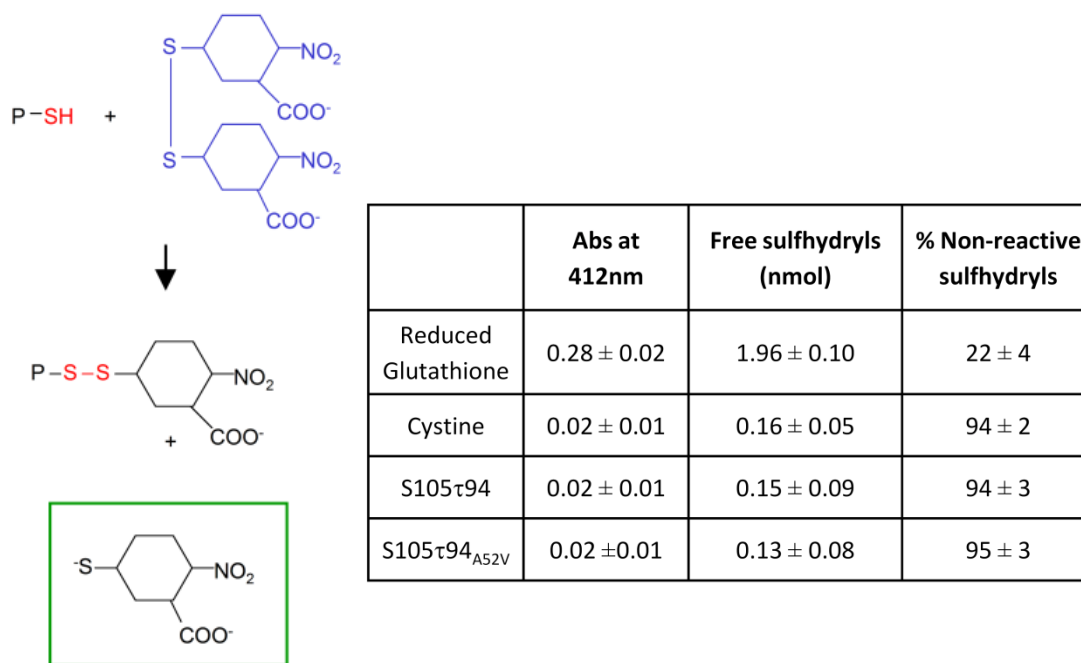 S
NO₂
COO⁻
P–SH +
S
NO₂
COO⁻
P–S–S
NO₂
COO⁻
+
⁻S
NO₂
COO⁻
Abs at
412nm
Free sulfhydryls
(nmol)
% Non-reactive
sulfhydryls
Reduced
Glutathione
0.28 ± 0.02
1.96 ± 0.10
22 ± 4
Cystine
0.02 ± 0.01
0.16 ± 0.05
94 ± 2
S105τ94
0.02 ± 0.01
0.15 ± 0.09
94 ± 3
S105τ94A52V
0.02 ±0.01
0.13 ± 0.08
95 ± 3